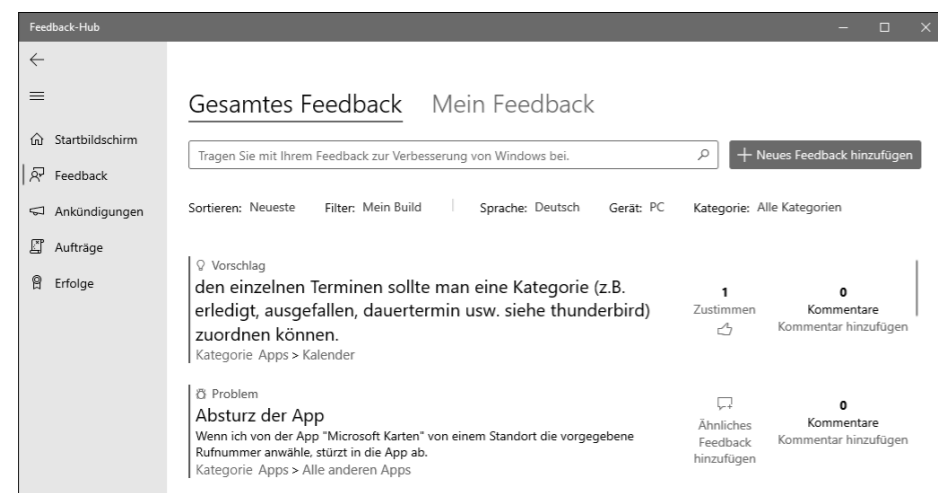 Feedback-Hub
Startbildschirm
Feedback
Ankündigungen
Aufträge
Erfolge
Gesamtes Feedback Mein Feedback
Tragen Sie mit Ihrem Feedback zur Verbesserung von Windows bei.
Neues Feedback hinzufügen
Sortieren: Neueste Filter: Mein Build Sprache: Deutsch Gerät: PC Kategorie: Alle Kategorien
Vorschlag
den einzelnen Terminen sollte man eine Kategorie (z.B.
erledigt, ausgefallen, dauertermin usw. siehe thunderbird)
zuordnen können.
Kategorie Apps > Kalender
1
Zustimmen
0
Kommentare
Kommentar hinzufügen
Problem
Absturz der App
Wenn ich von der App "Microsoft Karten" von einem Standort die vorgegebene
Rufnummer anwähle, stürzt in die App ab.
Kategorie Apps > Alle anderen Apps
Ähnliches
Feedback
hinzufügen
0
Kommentare
Kommentar hinzufügen